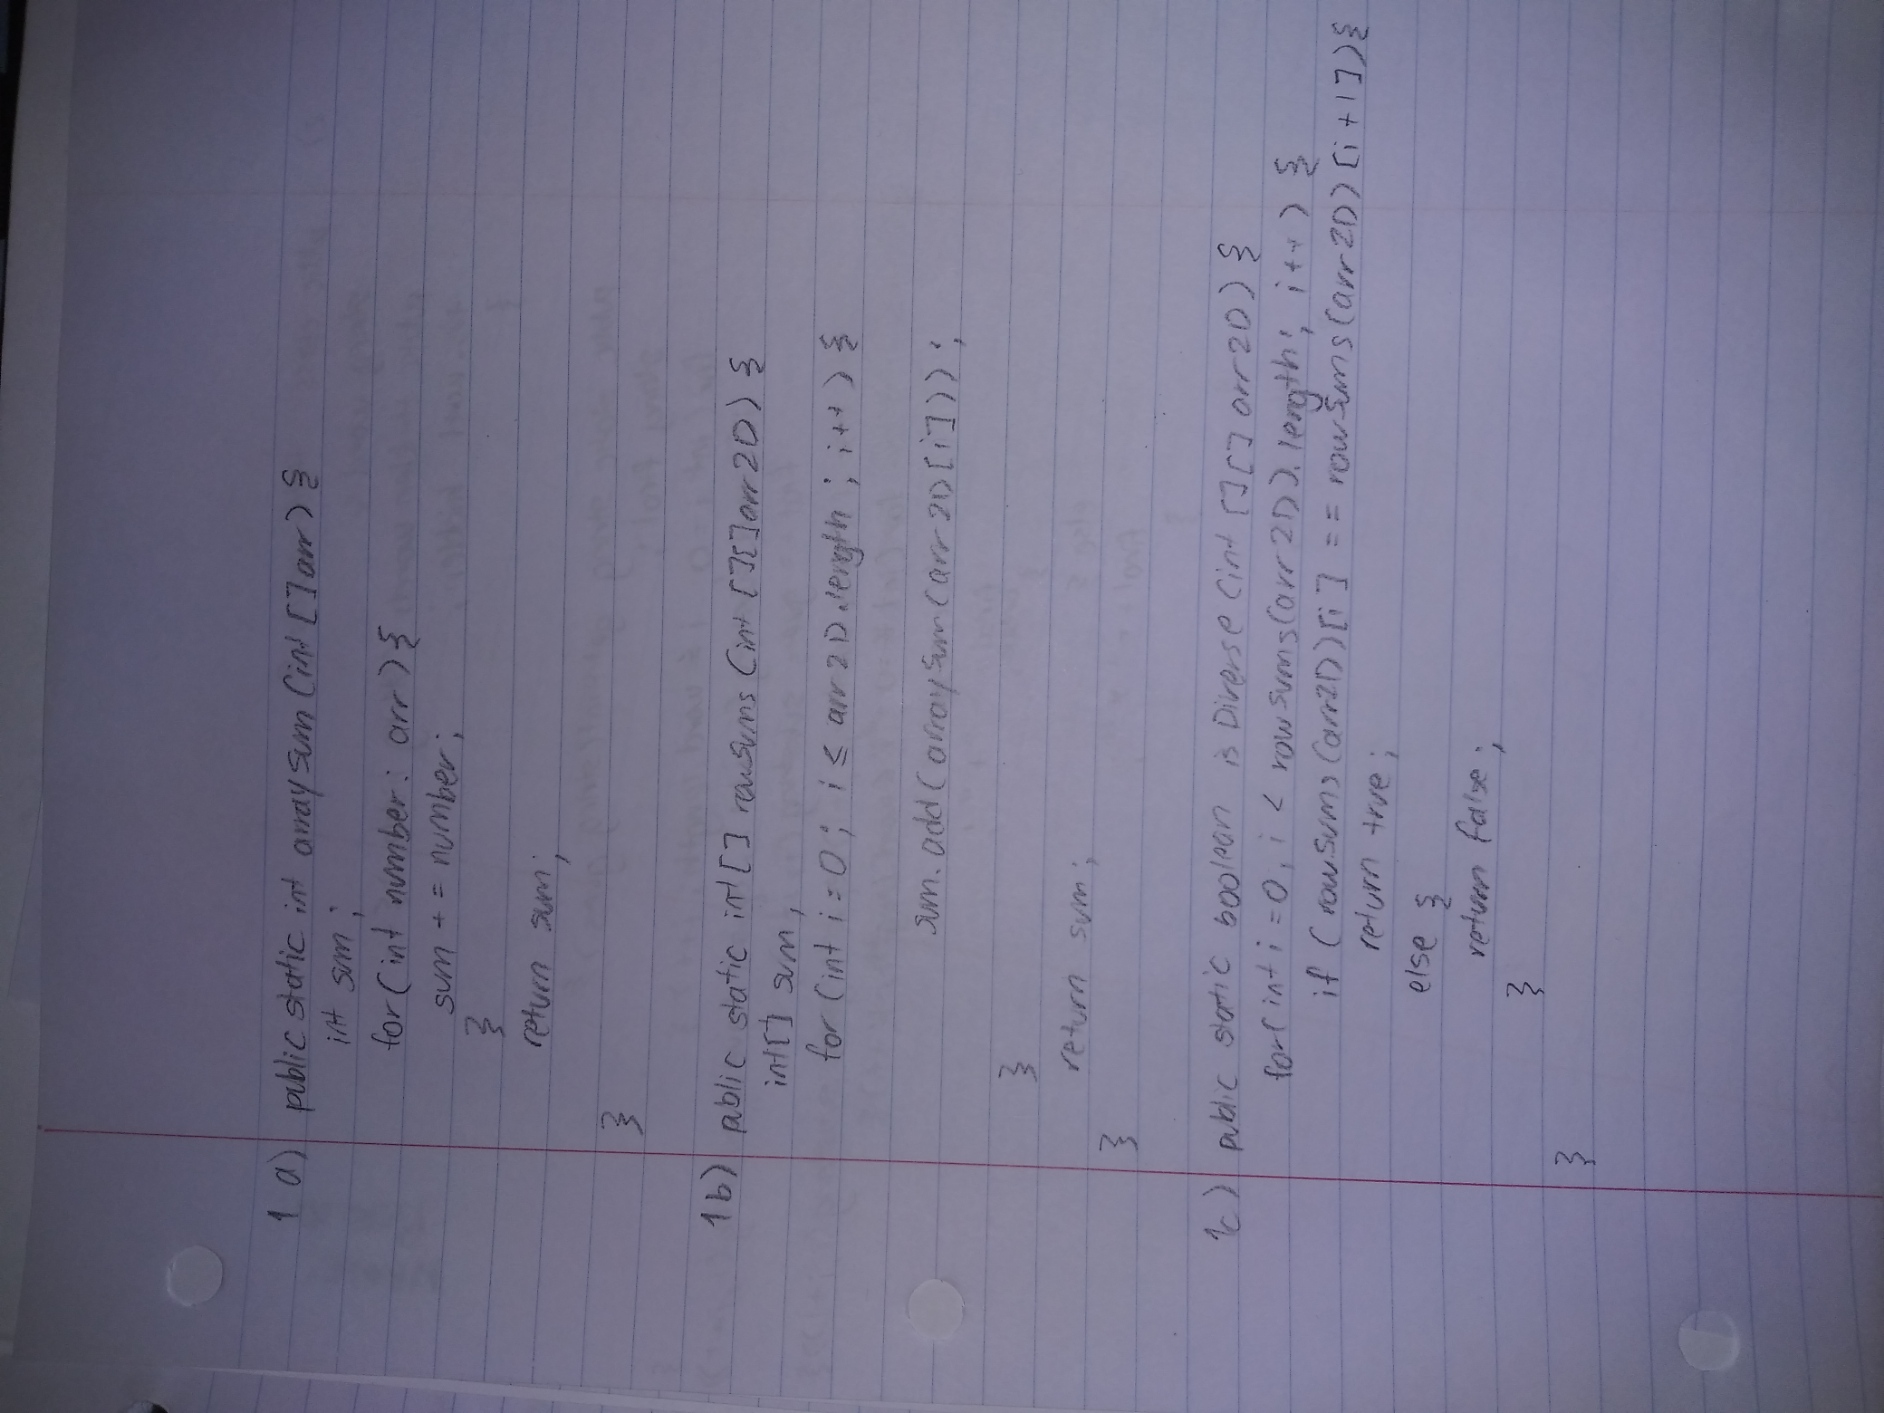 1 a) public static int arraySum (int []arr) {
int sum;
for (int number: arr) {
sum += number;
}
return sum;
}
1b) public static int[] rowSums (int [][]arr2D) {
int[] sum,
for (int i = 0; i ≤ arr2D.length; i++) {
sum.add(arraySum(arr2D[i]));
}
return sum;
}
1c) public static boolean isDiverse (int [][] arr2D) {
for(int i = 0, i < rowSums(arr2D).length; i++) {
if (rowSums(arr2D)[i] == rowSums(arr2D)[i+1]){
return true;
else {
return false;
}
}